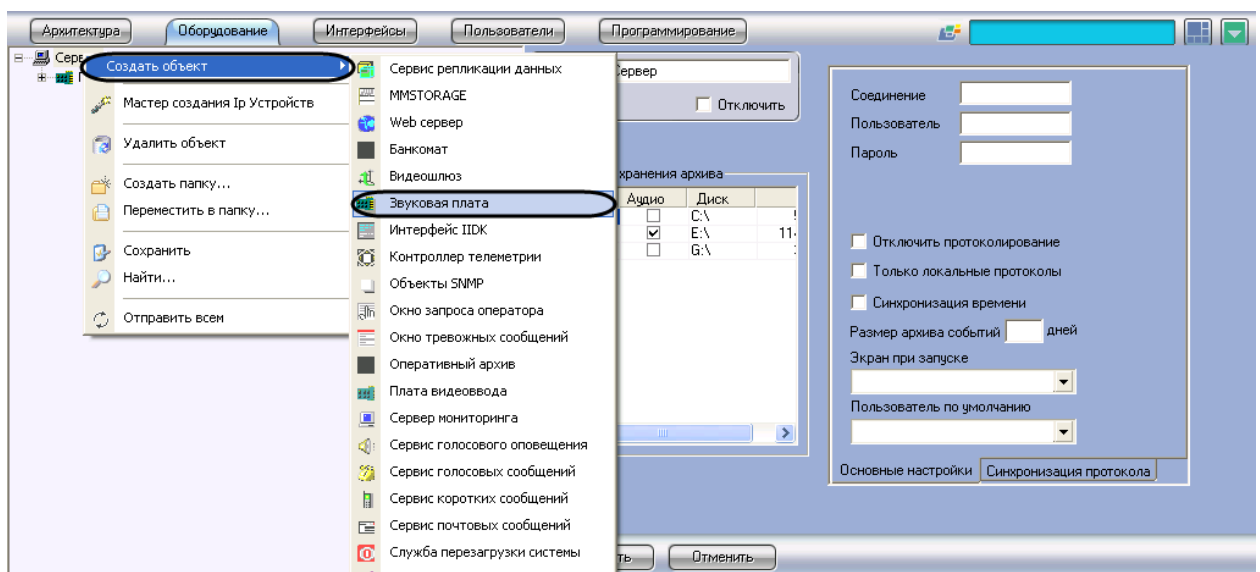 Архитектура Оборудование Интерфейсы Пользователи Программирование
Создать объект
Мастер создания Ip Устройств
Удалить объект
Создать папку...
Переместить в папку...
Сохранить
Найти...
Отправить всем
Сервис репликации данных
MMSTORAGE
Web сервер
Банкомат
Видеошлюз
Звуковая плата
Интерфейс IIDK
Контроллер телеметрии
Объекты SNMP
Окно запроса оператора
Окно тревожных сообщений
Оперативный архив
Плата видеоввода
Сервер мониторинга
Сервис голосового оповещения
Сервис голосовых сообщений
Сервис коротких сообщений
Сервис почтовых сообщений
Служба перезагрузки системы
Сервер
Отключить
хранения архива
Аудио Диск
C:\
E:\ 11
G:\
Соединение
Пользователь
Пароль
Отключить протоколирование
Только локальные протоколы
Синхронизация времени
Размер архива событий дней
Экран при запуске
Пользователь по умолчанию
Основные настройки Синхронизация протокола
Отменить